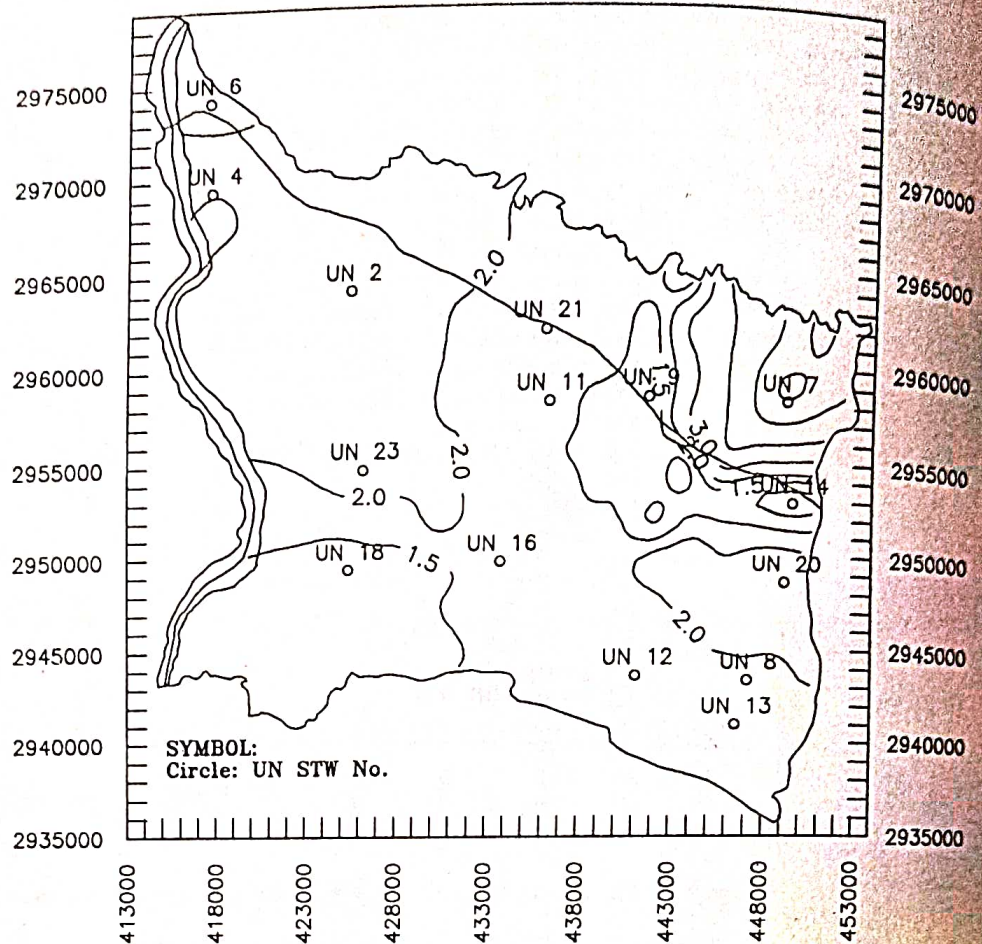 2975000
2970000
2965000
2960000
2955000
2950000
2945000
2940000
2935000
2975000
2970000
2965000
2960000
2955000
2950000
2945000
2940000
2935000
UN 6
UN 4
UN 2
2.0
UN 21
UN 11
UN 9
1.5
UN 7
3.0
2.0
UN 23
2.0
2.0
1.5
UN 14
UN 18
1.5
UN 16
UN 20
2.0
UN 12
UN 8
UN 13
SYMBOL:
Circle: UN STW No.
413000
418000
423000
428000
433000
438000
443000
448000
453000